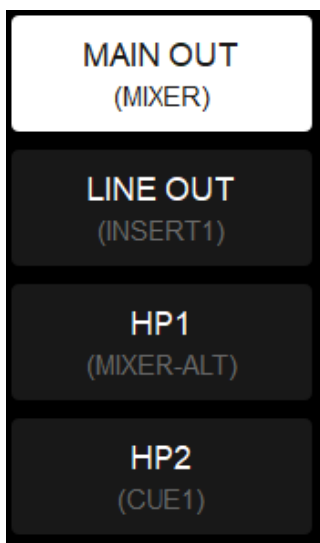 MAIN OUT
(MIXER)
LINE OUT
(INSERT1)
HP1
(MIXER-ALT)
HP2
(CUE1)